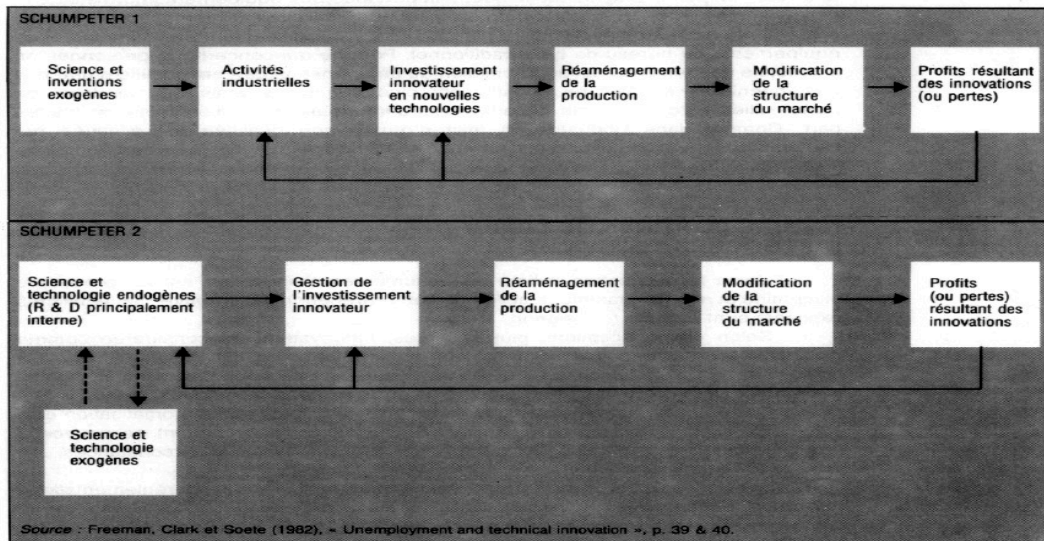 SCHUMPETER 1
Science et
inventions exogènes
Activités
industrielles
Investissement
innovateur
en nouvelles
technologies
Réaménagement
de la
production
Modification
de la
structure
du marché
Profits résultant
des innovations
(ou pertes)
SCHUMPETER 2
Science et
technologie endogènes
(R & D principalement
interne)
Gestion de
l'investissement
innovateur
Réaménagement
de la
production
Modification
de la
structure
du marché
Profits
(ou pertes)
résultant des
innovations
Science et
technologie
exogènes
Source : Freeman, Clark et Soete (1982), « Unemployment and technical innovation », p. 39 & 40.